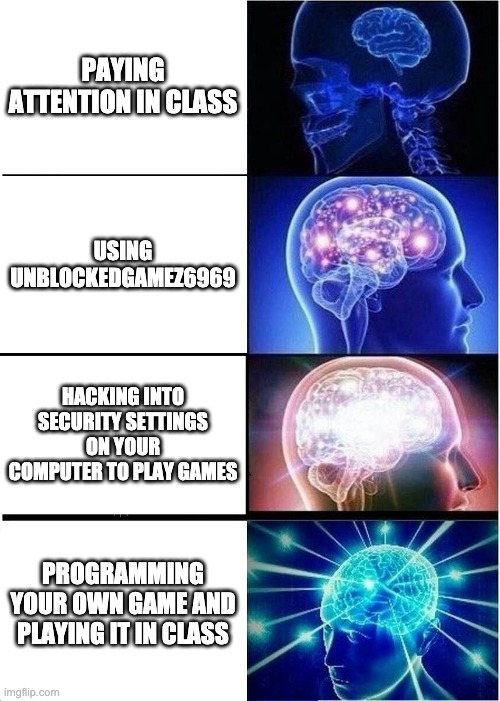 PAYING
ATTENTION IN CLASS
USING
UNBLOCKEDGAMEZ6969
HACKING INTO
SECURITY SETTINGS
ON YOUR
COMPUTER TO PLAY GAMES
PROGRAMMING
YOUR OWN GAME AND
PLAYING IT IN CLASS
imgflip.com